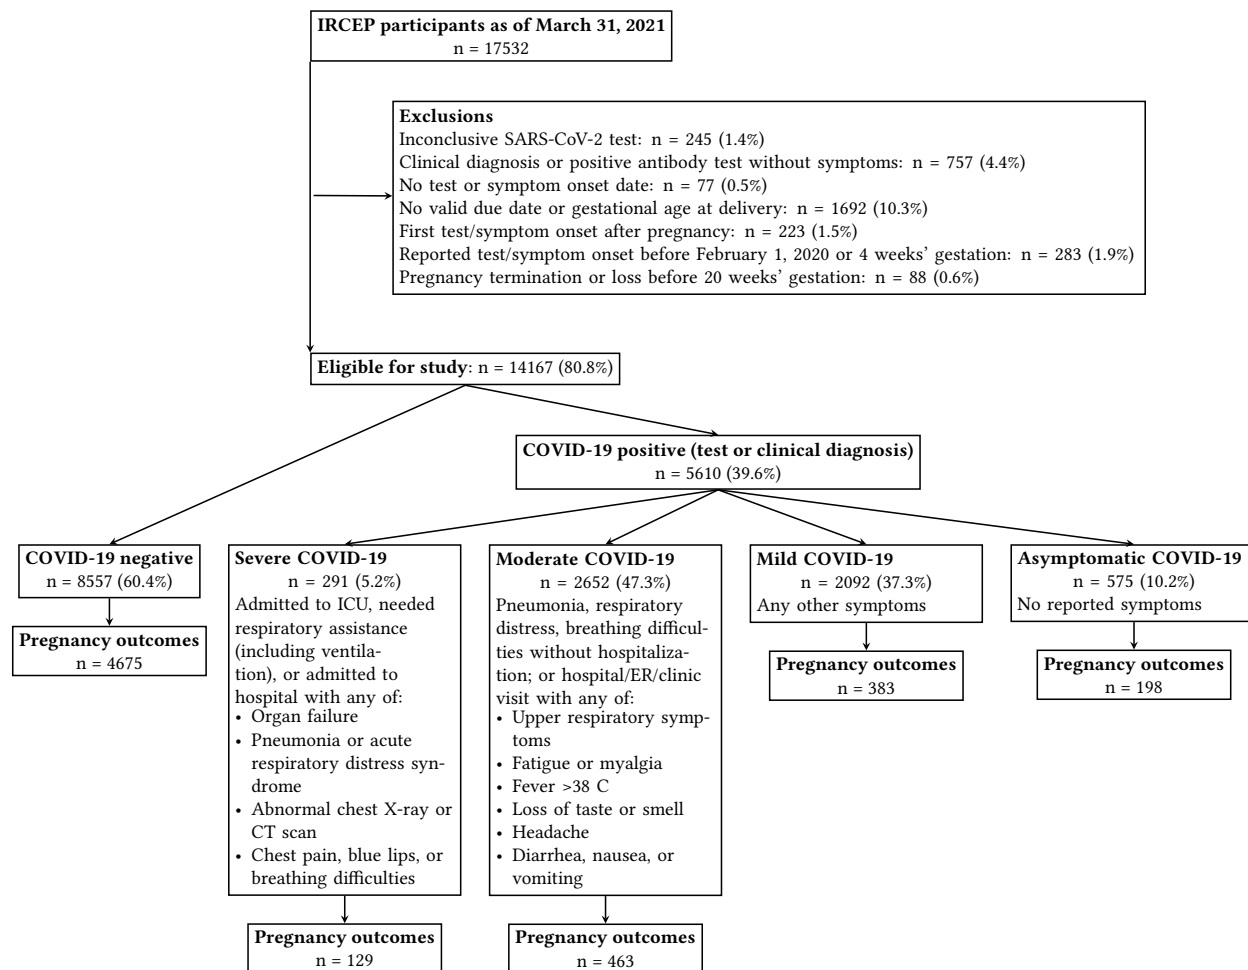 IRCEP participants as of March 31, 2021
n = 17532
Exclusions
Inconclusive SARS-CoV-2 test: n = 245 (1.4%)
Clinical diagnosis or positive antibody test without symptoms: n = 757 (4.4%)
No test or symptom onset date: n = 77 (0.5%)
No valid due date or gestational age at delivery: n = 1692 (10.3%)
First test/symptom onset after pregnancy: n = 223 (1.5%)
Reported test/symptom onset before February 1, 2020 or 4 weeks’ gestation: n = 283 (1.9%)
Pregnancy termination or loss before 20 weeks’ gestation: n = 88 (0.6%)
Eligible for study: n = 14167 (80.8%)
COVID-19 positive (test or clinical diagnosis)
n = 5610 (39.6%)
COVID-19 negative
n = 8557 (60.4%)
Pregnancy outcomes
n = 4675
Severe COVID-19
n = 291 (5.2%)
Admitted to ICU, needed
respiratory assistance
(including ventila-
tion), or admitted to
hospital with any of:
• Organ failure
• Pneumonia or acute
respiratory distress syn-
drome
• Abnormal chest X-ray or
CT scan
• Chest pain, blue lips, or
breathing difficulties
Pregnancy outcomes
n = 129
Moderate COVID-19
n = 2652 (47.3%)
Pneumonia, respiratory
distress, breathing difficul-
ties without hospitaliza-
tion; or hospital/ER/clinic
visit with any of:
• Upper respiratory symp-
toms
• Fatigue or myalgia
• Fever >38 C
• Loss of taste or smell
• Headache
• Diarrhea, nausea, or
vomiting
Pregnancy outcomes
n = 463
Mild COVID-19
n = 2092 (37.3%)
Any other symptoms
Pregnancy outcomes
n = 383
Asymptomatic COVID-19
n = 575 (10.2%)
No reported symptoms
Pregnancy outcomes
n = 198